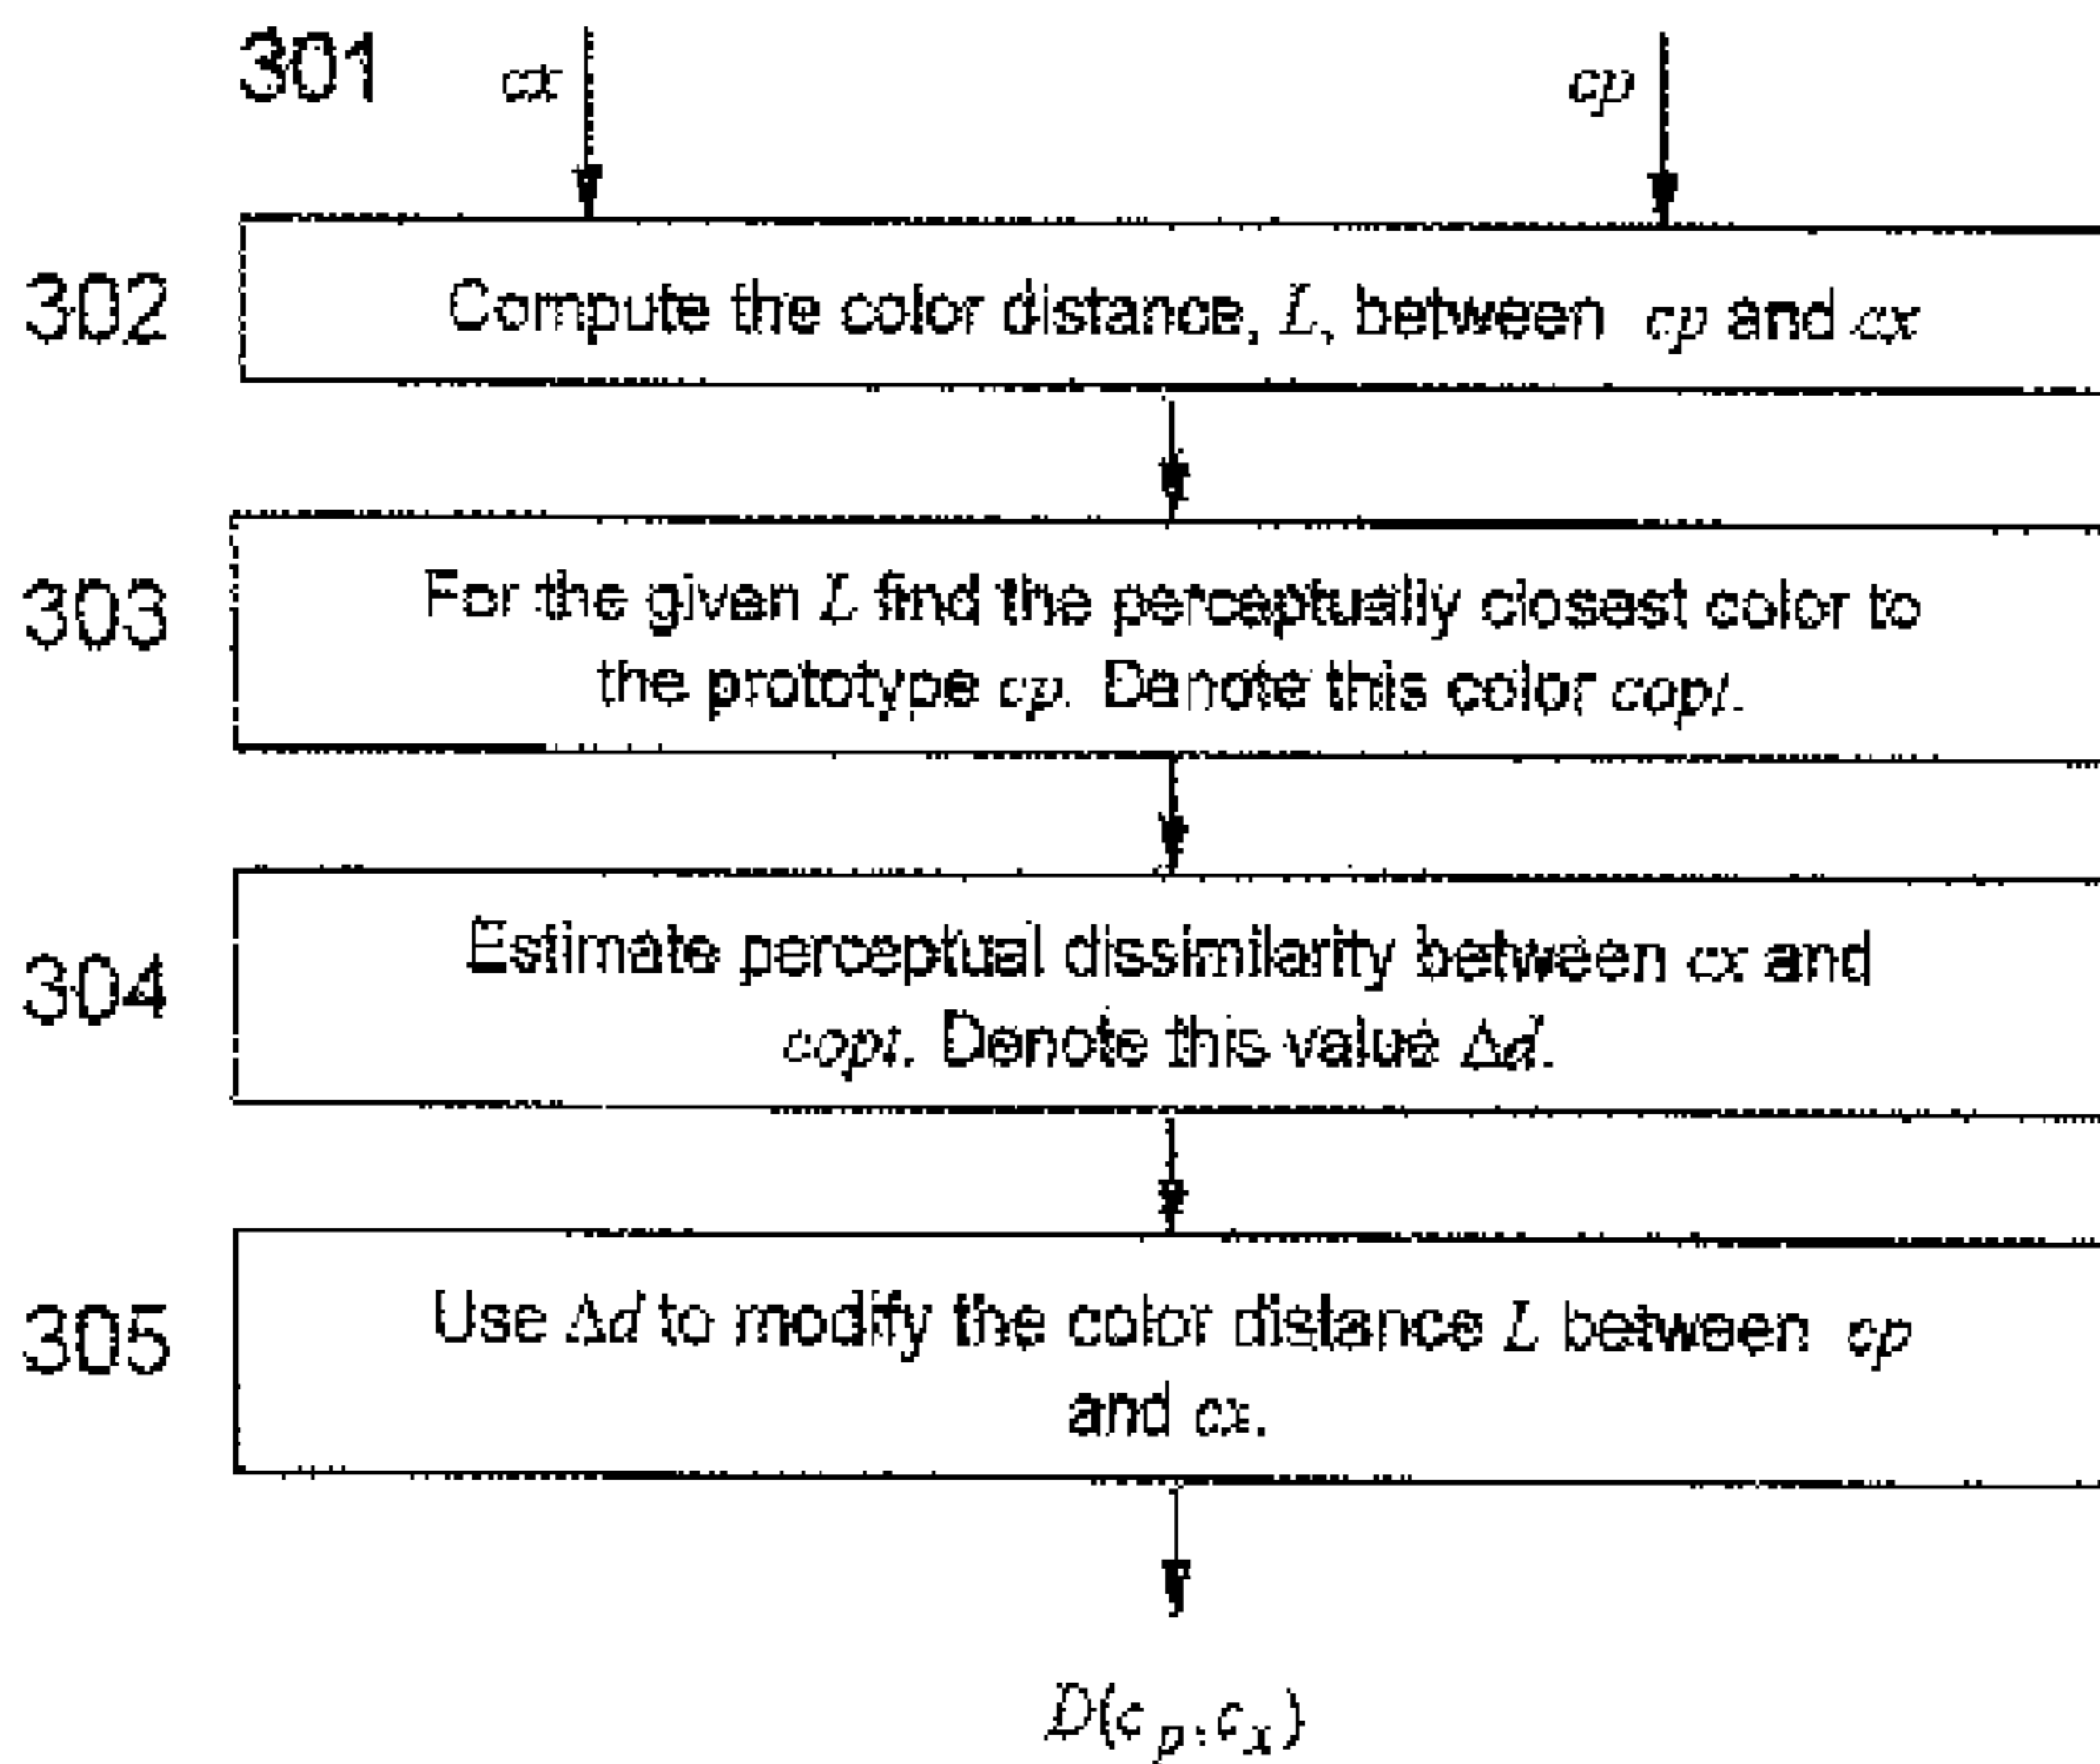 301 cx cp
302 Compute the color distance, L, between cp and cx
303 For the given L find the perceptually closest color to
the prototype cp. Denote this color copt.
304 Estimate perceptual dissimilarity between cx and
copt. Denote this value Δd.
305 Use Δd to modify the color distance L between cp
and cx.
D(cp,cx)